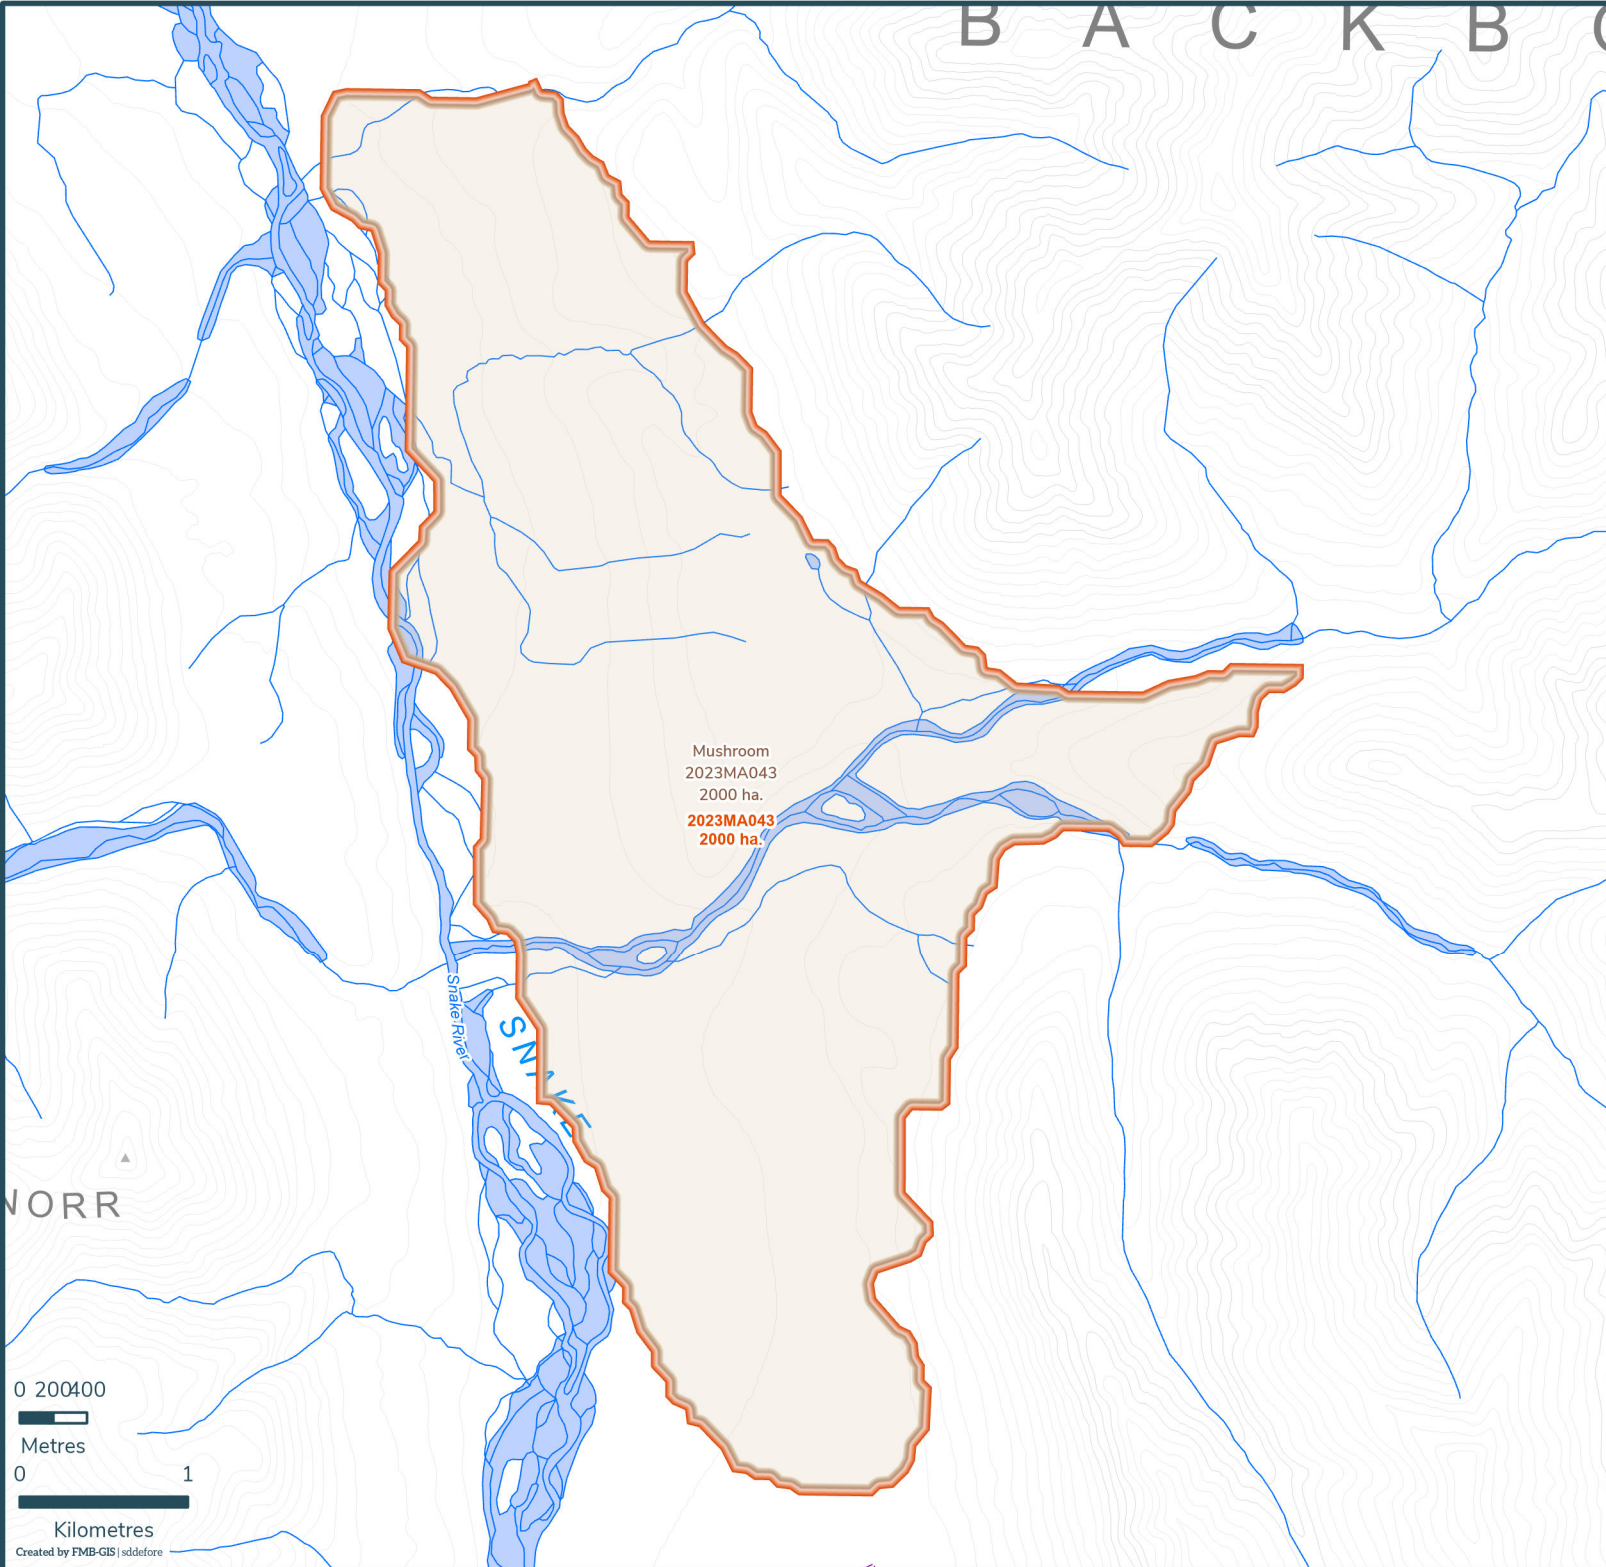 B A C K B
Mushroom
2023MA043
2000 ha.
2023MA043
2000 ha.
Snake River
SNAKE
NORR
0 200400
Metres
0 1
Kilometres
Created by FMB-GIS | sddefore